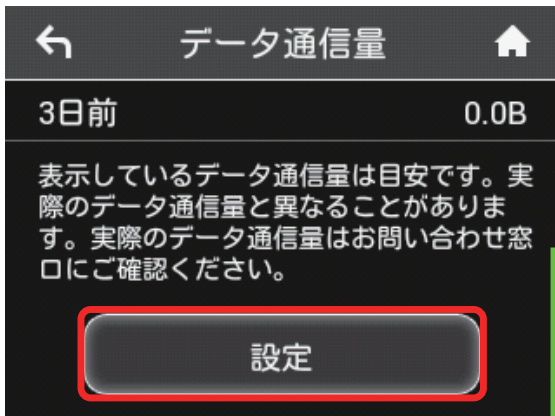 データ通信量
3日前 0.0B
表示しているデータ通信量は目安です。実
際のデータ通信量と異なることがありま
す。実際のデータ通信量はお問い合わせ窓
口にご確認ください。
設定